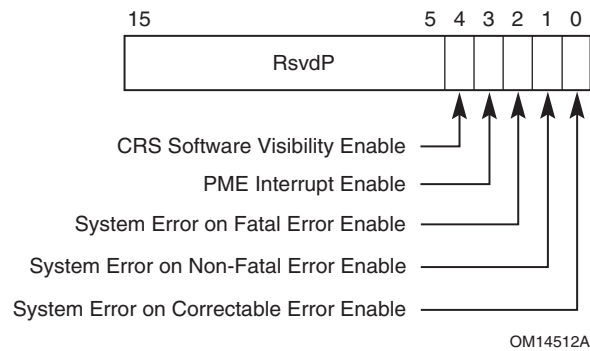 15 5 4 3 2 1 0
RsvdP
CRS Software Visibility Enable
PME Interrupt Enable
System Error on Fatal Error Enable
System Error on Non-Fatal Error Enable
System Error on Correctable Error Enable
OM14512A